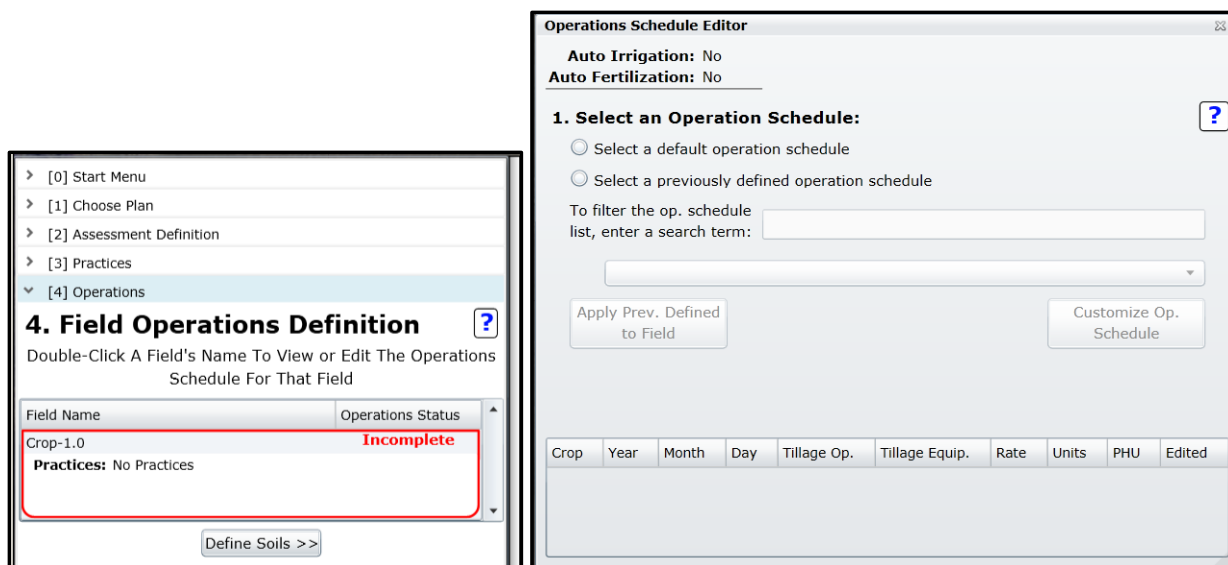 > [0] Start Menu
> [1] Choose Plan
> [2] Assessment Definition
> [3] Practices
[4] Operations
4. Field Operations Definition ?
Double-Click A Field's Name To View or Edit The Operations
Schedule For That Field
Field Name Operations Status
Crop-1.0 Incomplete
Practices: No Practices
Define Soils >>
Operations Schedule Editor
Auto Irrigation: No
Auto Fertilization: No
1. Select an Operation Schedule: ?
Select a default operation schedule
Select a previously defined operation schedule
To filter the op. schedule
list, enter a search term:
Apply Prev. Defined
to Field
Customize Op.
Schedule
Crop Year Month Day Tillage Op. Tillage Equip. Rate Units PHU Edited